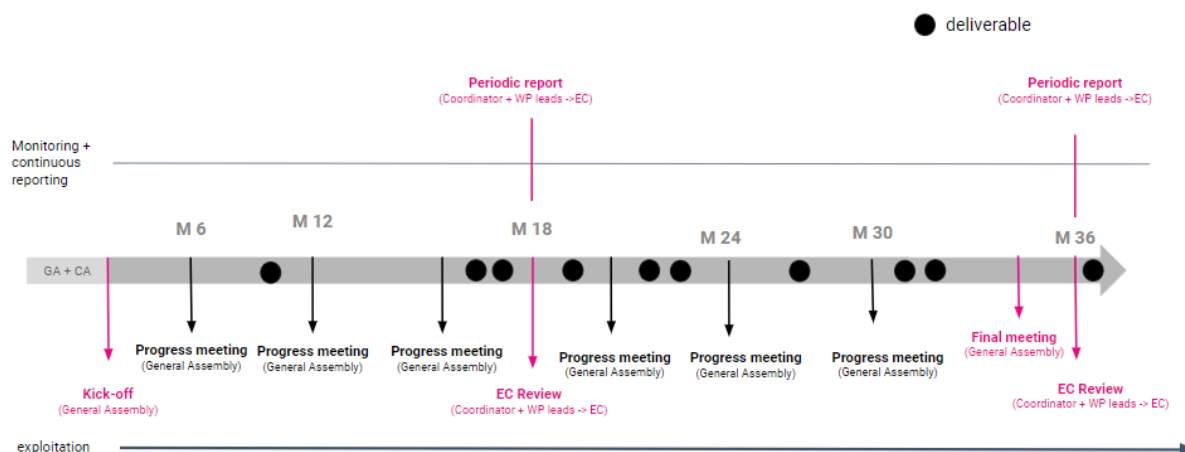 deliverable
Periodic report
(Coordinator + WP leads ->EC)
Periodic report
(Coordinator + WP leads ->EC)
Monitoring +
continuous
reporting
M 6
M 12
M 18
M 24
M 30
M 36
GA + CA
Progress meeting
(General Assembly)
Progress meeting
(General Assembly)
Progress meeting
(General Assembly)
Progress meeting
(General Assembly)
Progress meeting
(General Assembly)
Progress meeting
(General Assembly)
Final meeting
(General Assembly)
Kick-off
(General Assembly)
EC Review
(Coordinator + WP leads -> EC)
EC Review
(Coordinator + WP leads -> EC)
exploitation